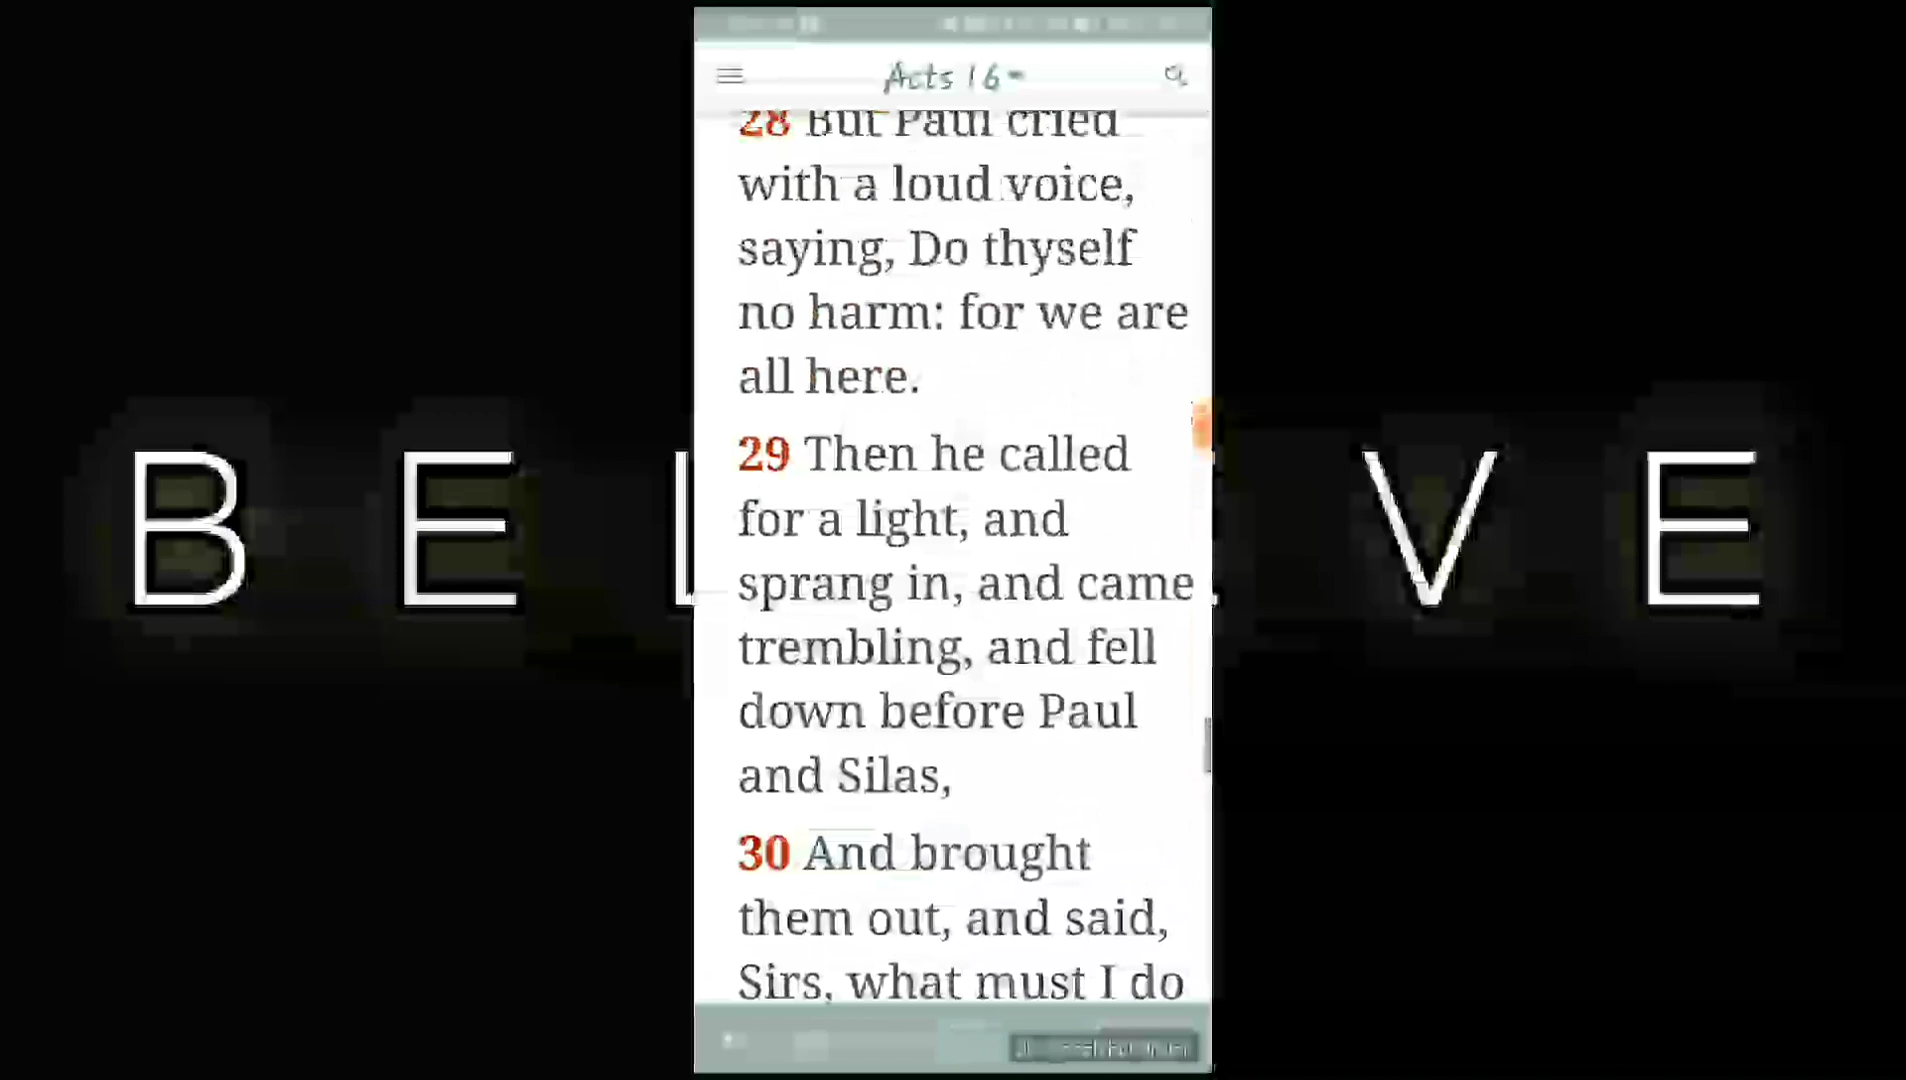 Acts 16
28 But Paul cried
with a loud voice,
saying, Do thyself
no harm: for we are
all here.
29 Then he called
for a light, and
sprang in, and came
trembling, and fell
down before Paul
and Silas,
30 And brought
them out, and said,
Sirs, what must I do
B E L V E